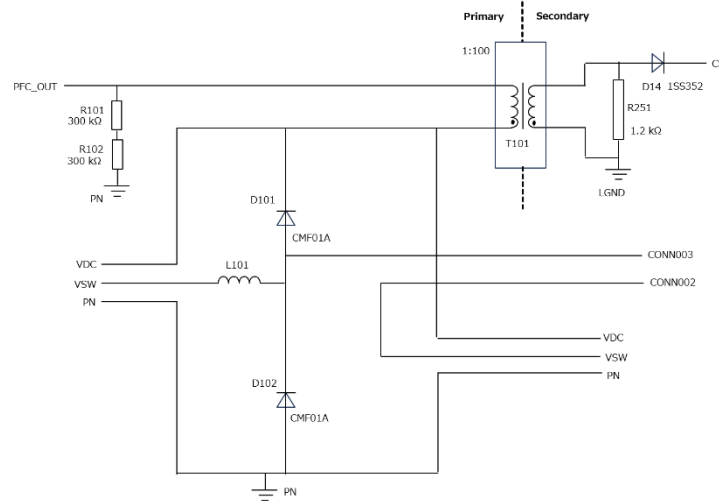 Primary
Secondary
1:100
PFC_OUT
C
D14 1SS352
R101
300 kΩ
R251
1.2 kΩ
R102
300 kΩ
T101
PN
LGND
D101
CMF01A
VDC
L101
CONN003
VSW
CONN002
PN
VDC
VSW
PN
D102
CMF01A
PN